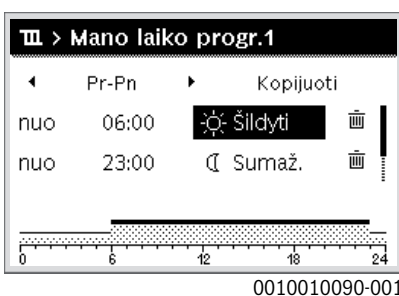 > Mano laiko progr.1
Pr-Pn Kopijuoti
nuo 06:00 Šildyti
nuo 23:00 Sumaž.
0 6 12 18 24
0010010090-001